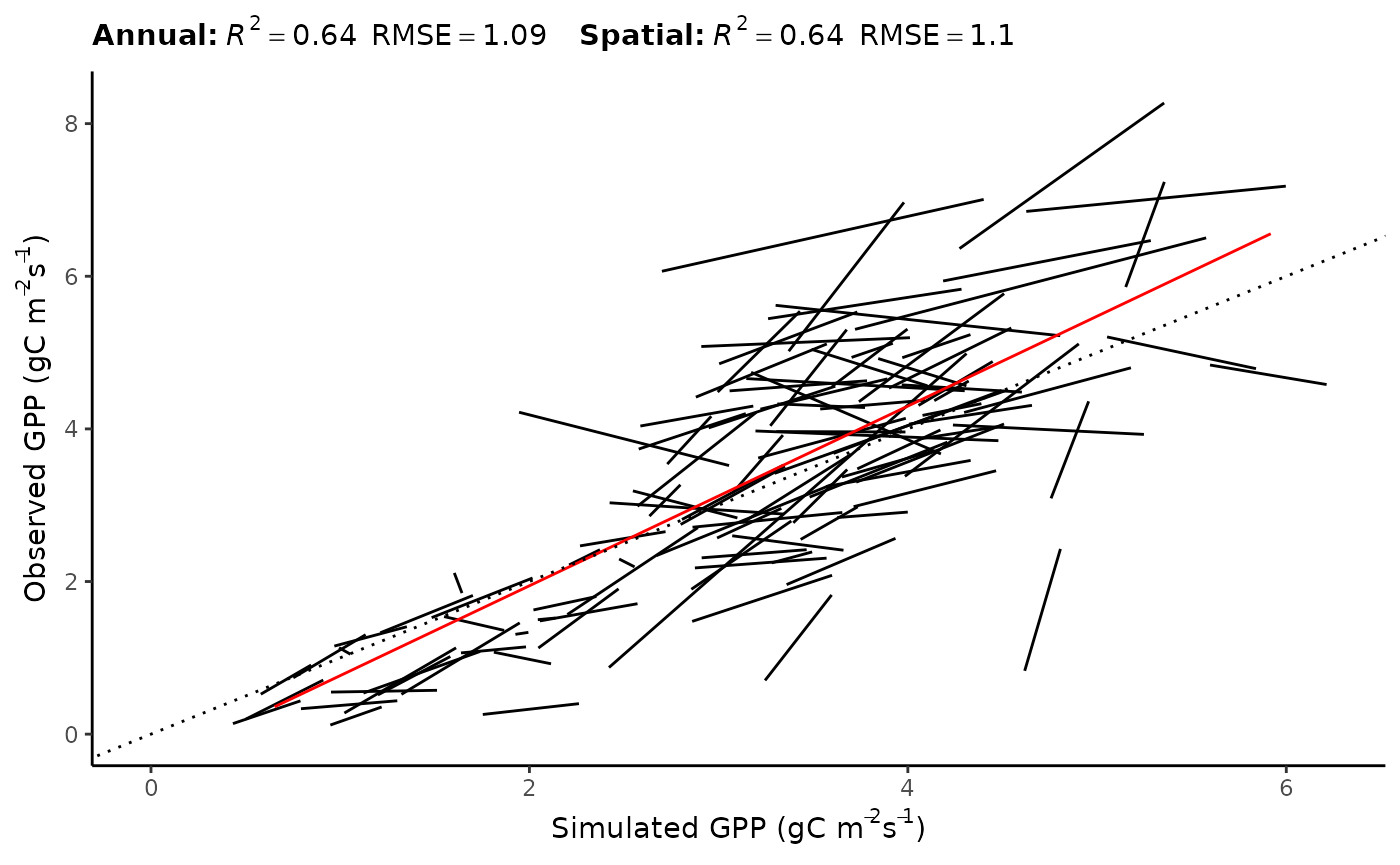 Annual: R² = 0.64 RMSE = 1.09 Spatial: R² = 0.64 RMSE = 1.1
8
6
4
2
0
Observed GPP (gC m⁻²s⁻¹)
0 2 4 6
Simulated GPP (gC m⁻²s⁻¹)